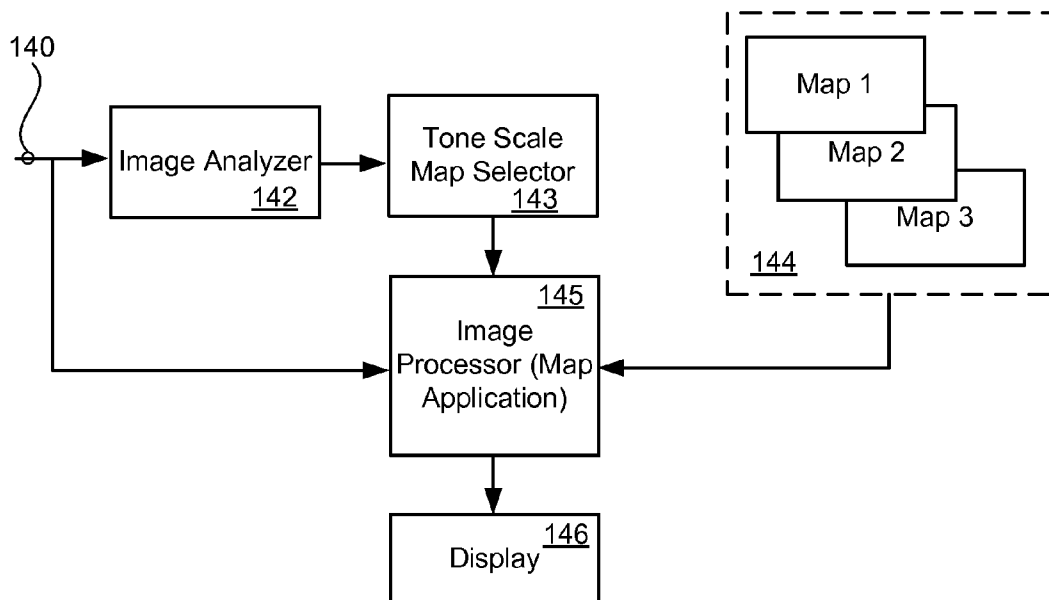 140
Image Analyzer
142
Tone Scale
Map Selector
143
Map 1
Map 2
Map 3
144
145
Image
Processor (Map
Application)
146
Display